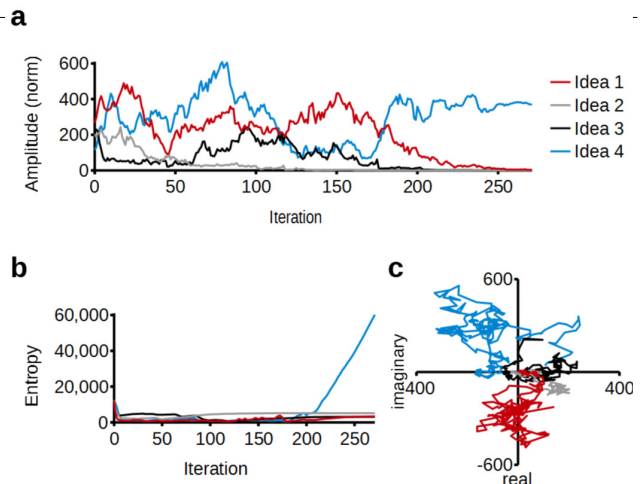 a
Amplitude (norm)
600
400
200
0
0 50 100 150 200 250
Iteration
Idea 1
Idea 2
Idea 3
Idea 4
b
Entropy
60,000
40,000
20,000
0
0 50 100 150 200 250
Iteration
c
600
imaginary
400 400
-600
real